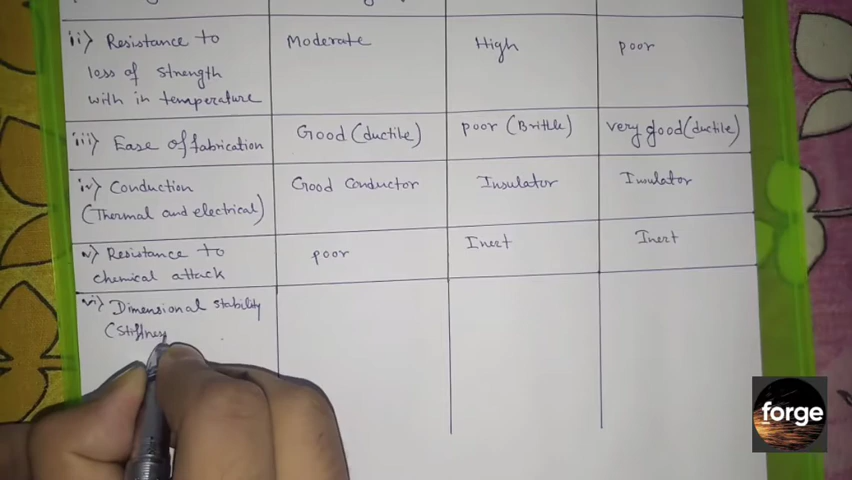 ii) Resistance to
loss of strength
with in temperature
Moderate
High
poor
iii) Ease of fabrication
Good (ductile)
poor (Brittle)
very good (ductile)
iv) Conduction
(Thermal and electrical)
Good Conductor
Insulator
Insulator
v) Resistance to
chemical attack
poor
Inert
Inert
vi) Dimensional stability
(Stiffness
forge